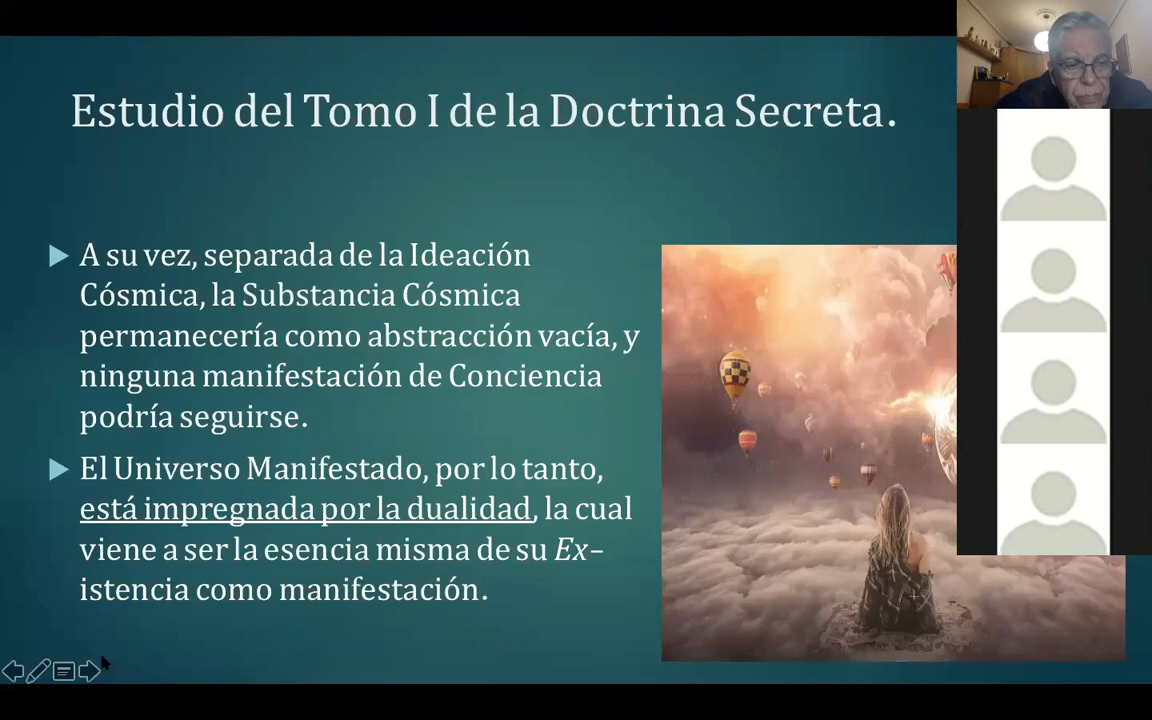 Estudio del Tomo I de la Doctrina Secreta.
A su vez, separada de la Ideación
Cósmica, la Substancia Cósmica
permanecería como abstracción vacía, y
ninguna manifestación de Conciencia
podría seguirse.
El Universo Manifestado, por lo tanto,
está impregnada por la dualidad, la cual
viene a ser la esencia misma de su Ex–
istencia como manifestación.